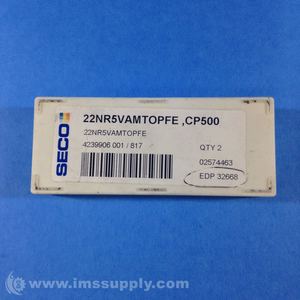 SECO
22NR5VAMTOPFE ,CP500
22NR5VAMTOPFE
4239906 001 / 817
QTY 2
02574463
EDP 32668
© www.imssupply.com